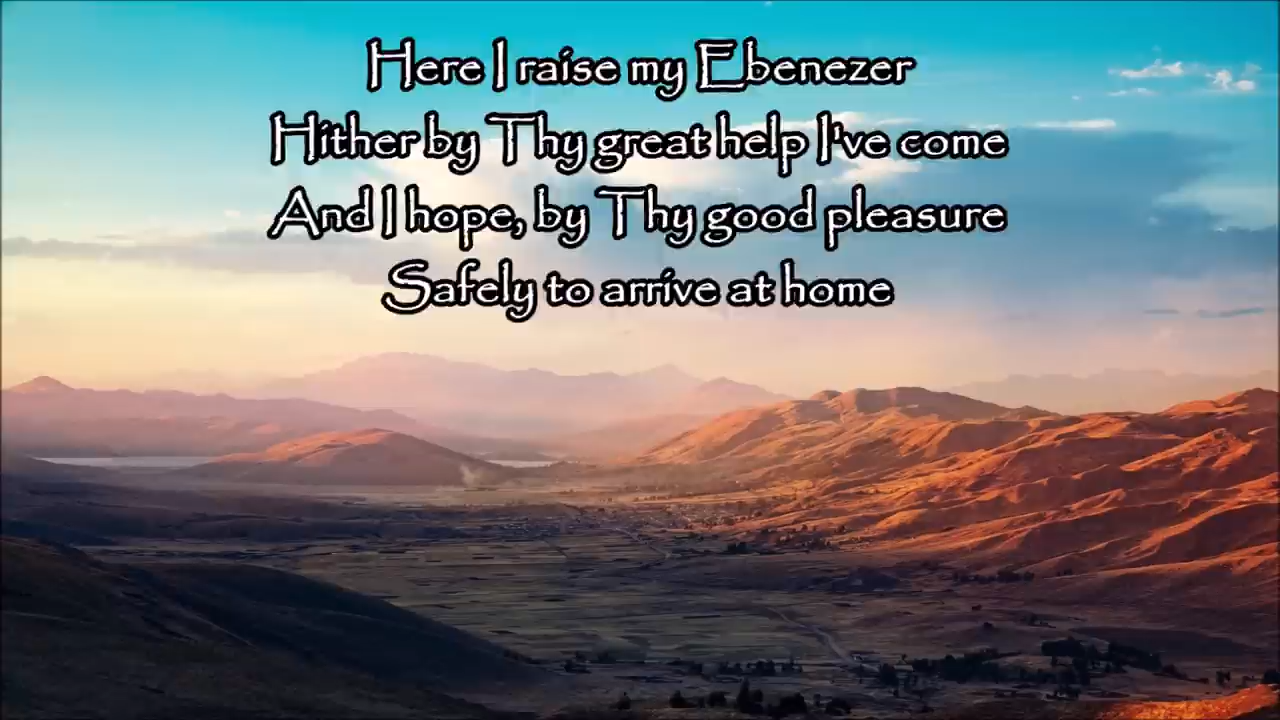 Here I raise my Ebenezer
Hither by Thy great help I've come
And I hope, by Thy good pleasure
Safely to arrive at home